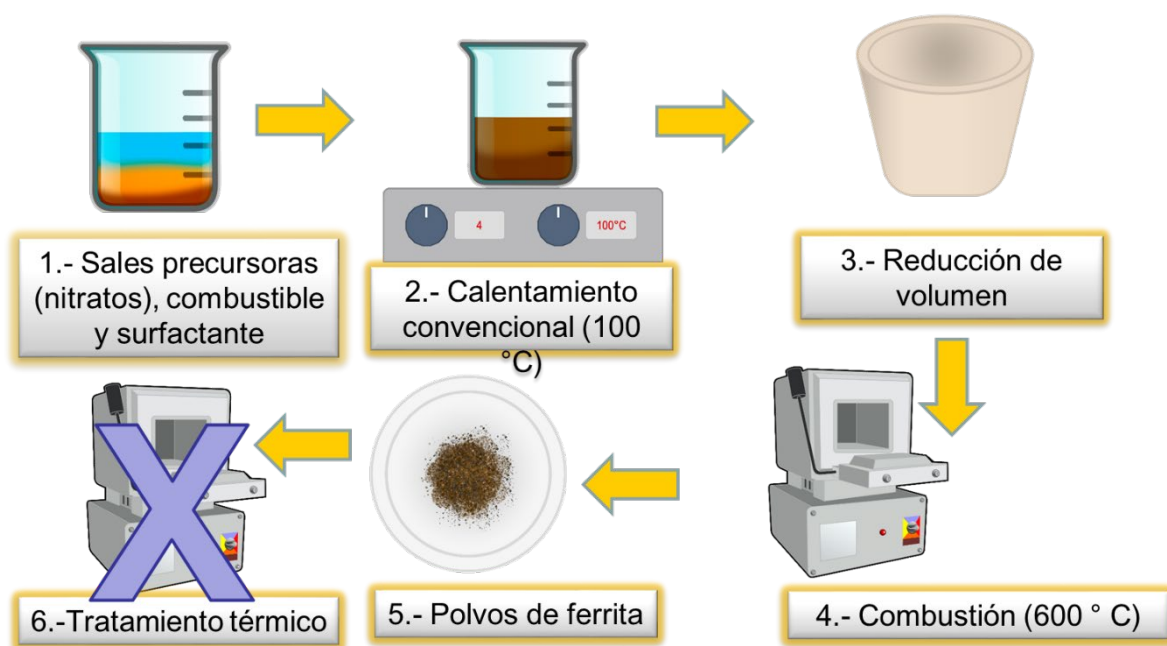 1.- Sales precursoras
(nitratos), combustible
y surfactante
4
100°C
2.- Calentamiento
convencional (100
°C)
3.- Reducción de
volumen
4.- Combustión (600 ° C)
5.- Polvos de ferrita
6.-Tratamiento térmico